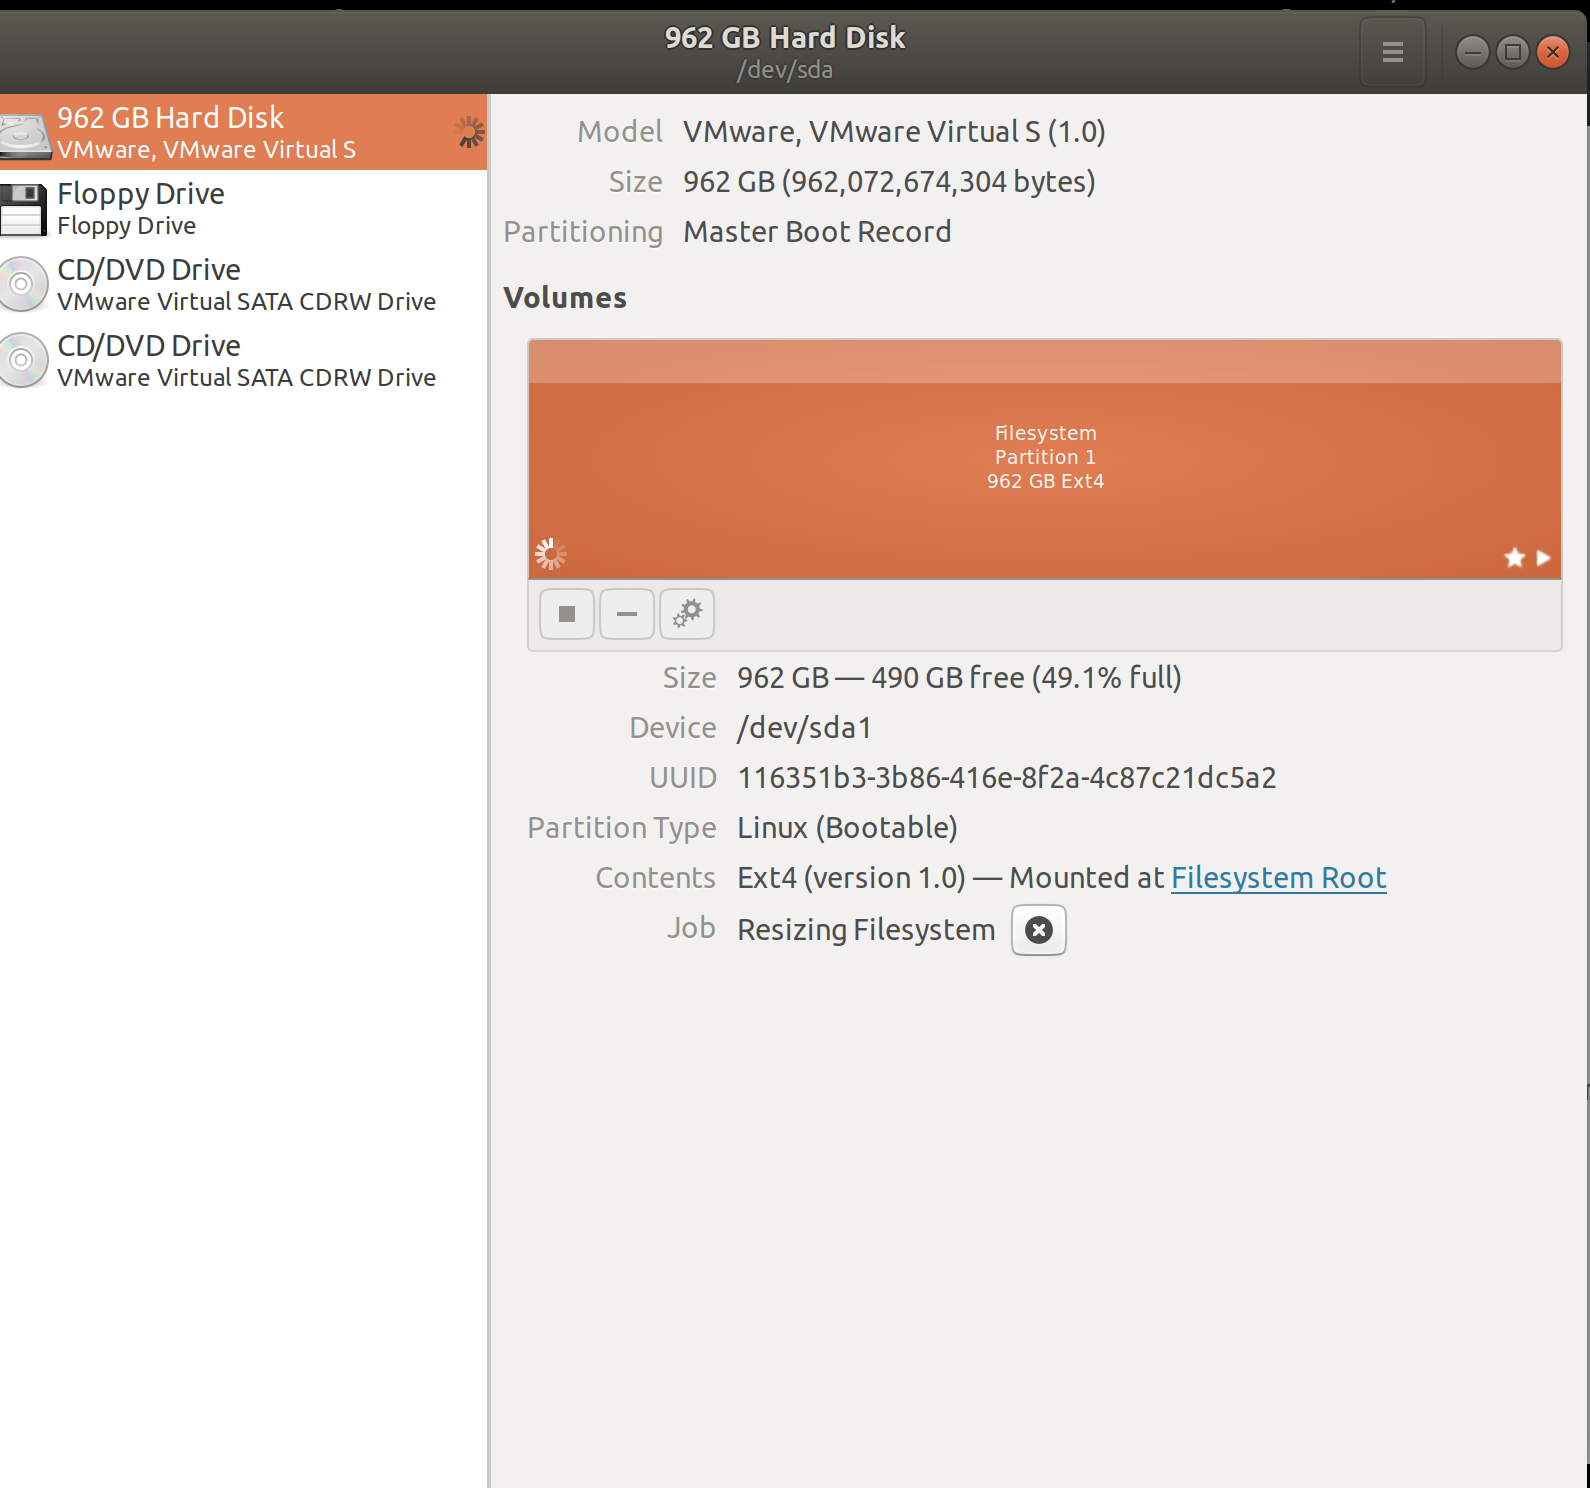 962 GB Hard Disk
/dev/sda
962 GB Hard Disk
VMware, VMware Virtual S
Floppy Drive
Floppy Drive
CD/DVD Drive
VMware Virtual SATA CDRW Drive
CD/DVD Drive
VMware Virtual SATA CDRW Drive
Model VMware, VMware Virtual S (1.0)
Size 962 GB (962,072,674,304 bytes)
Partitioning Master Boot Record
Volumes
Filesystem
Partition 1
962 GB Ext4
Size 962 GB — 490 GB free (49.1% full)
Device /dev/sda1
UUID 116351b3-3b86-416e-8f2a-4c87c21dc5a2
Partition Type Linux (Bootable)
Contents Ext4 (version 1.0) — Mounted at Filesystem Root
Job Resizing Filesystem